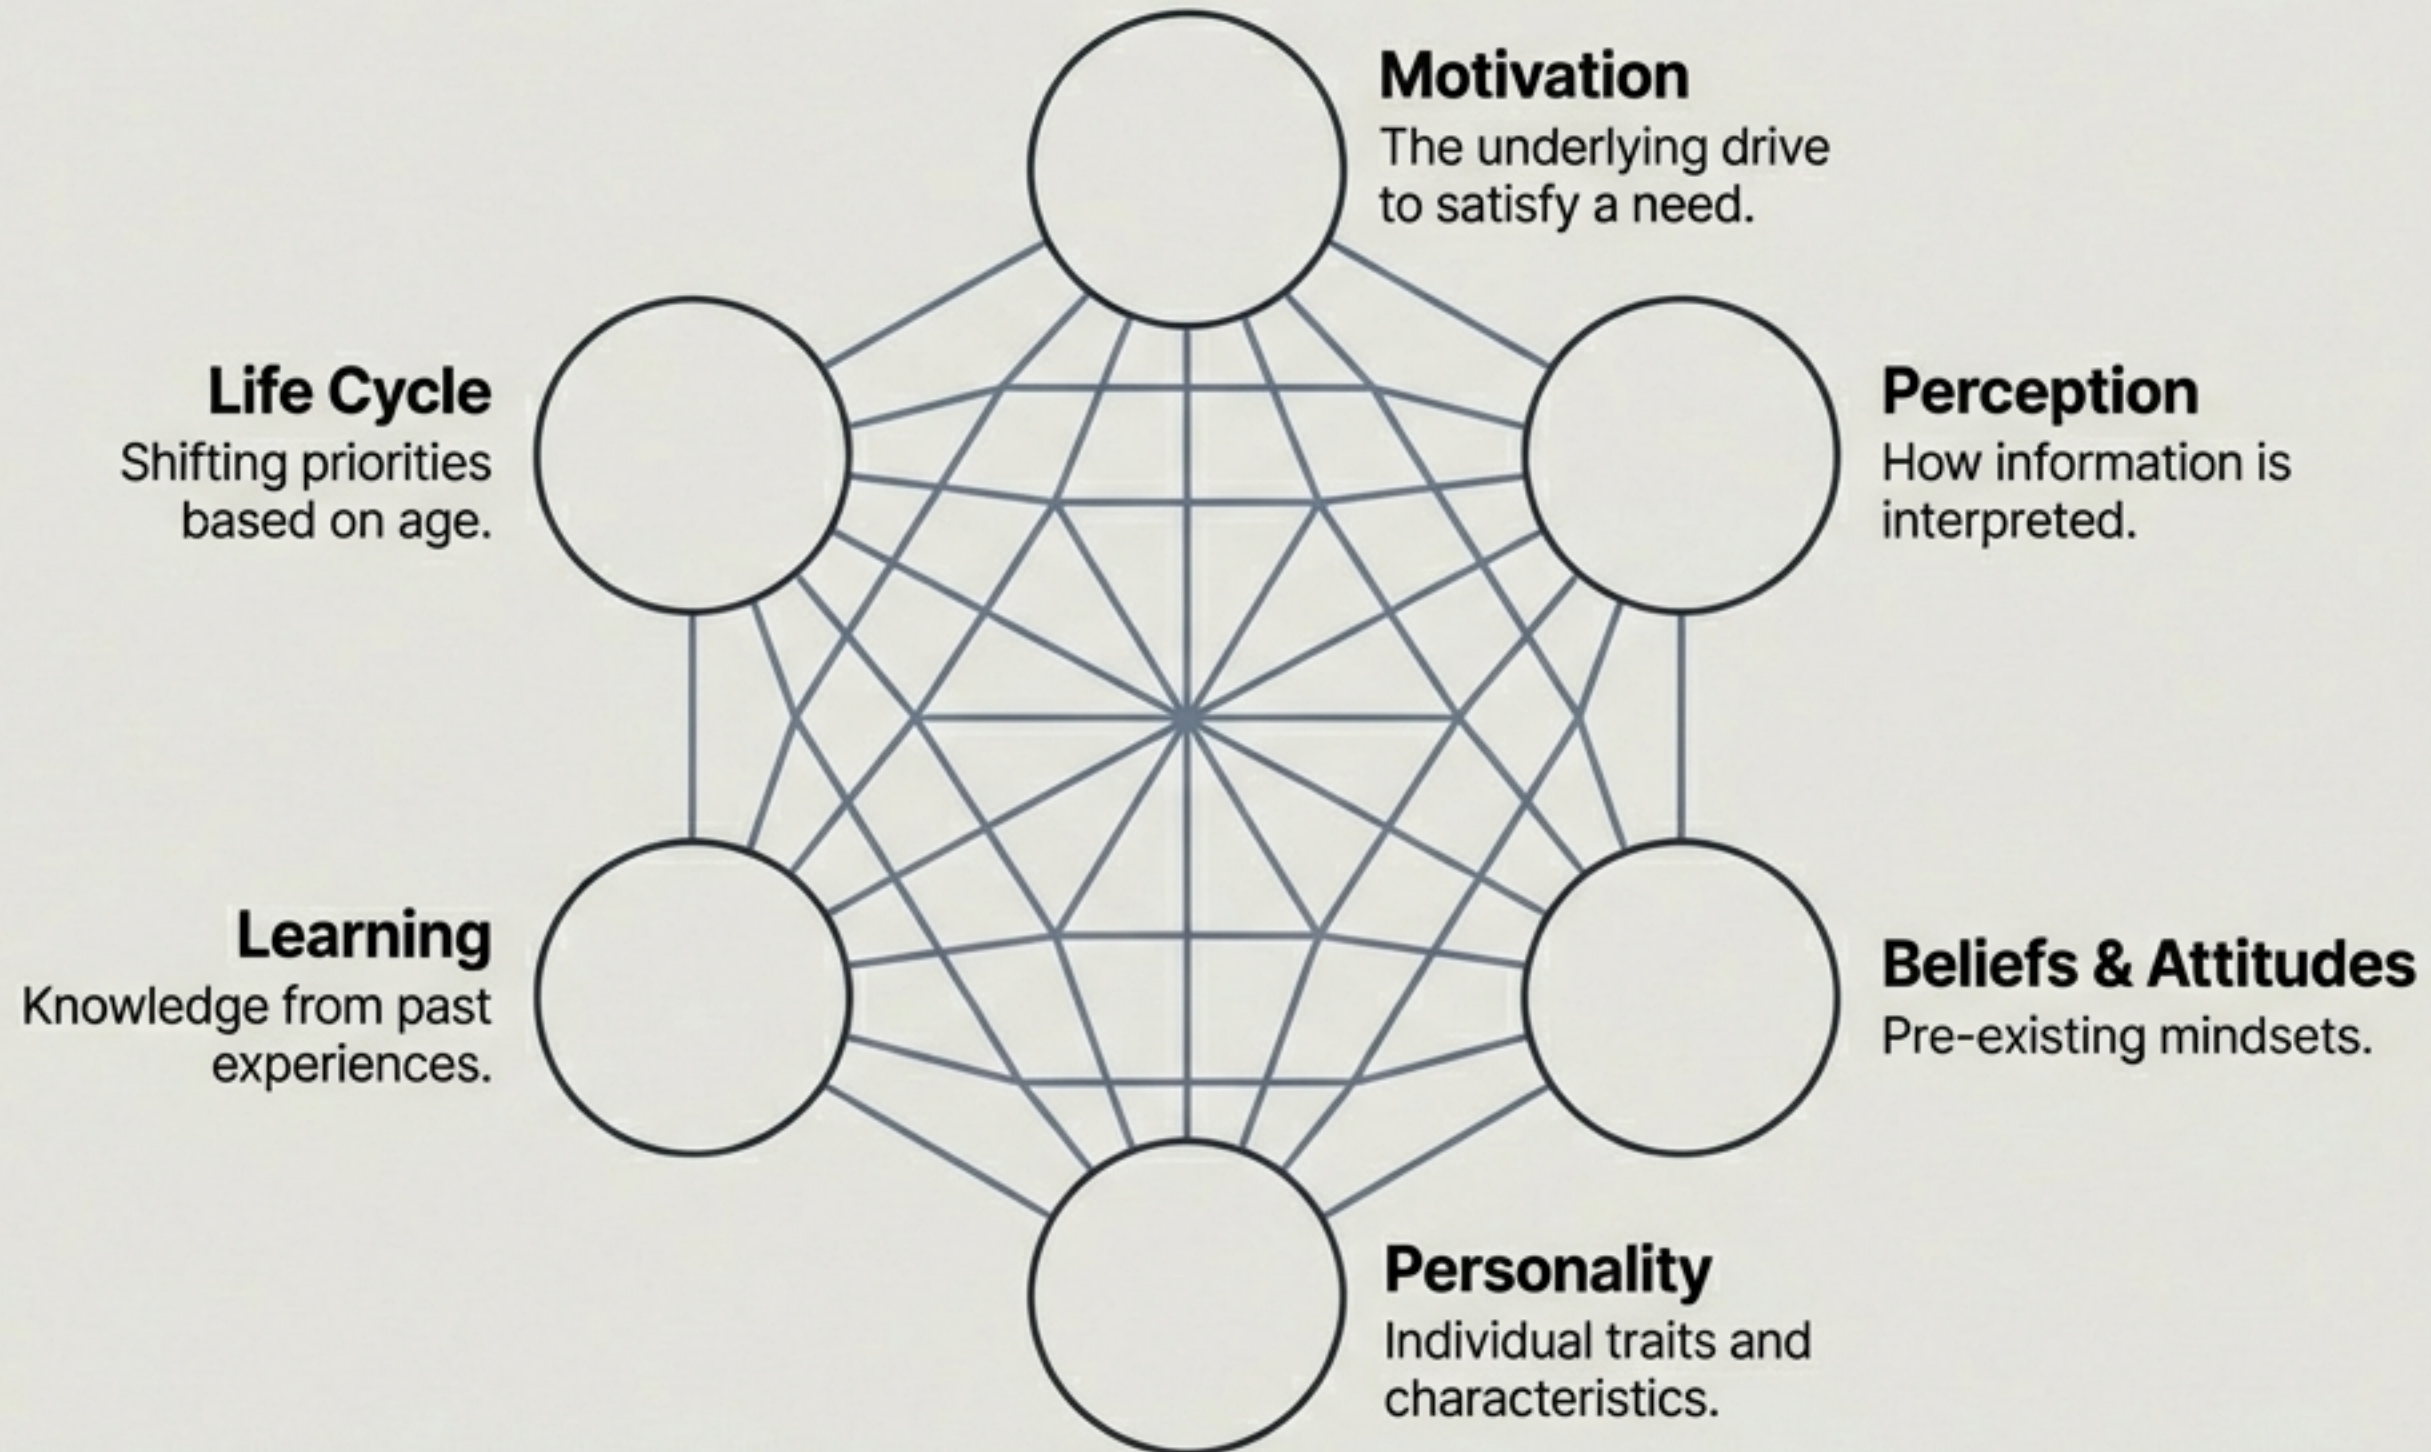 Motivation
The underlying drive
to satisfy a need.
Life Cycle
Shifting priorities
based on age.
Perception
How information is
interpreted.
Learning
Knowledge from past
experiences.
Beliefs & Attitudes
Pre-existing mindsets.
Personality
Individual traits and
characteristics.